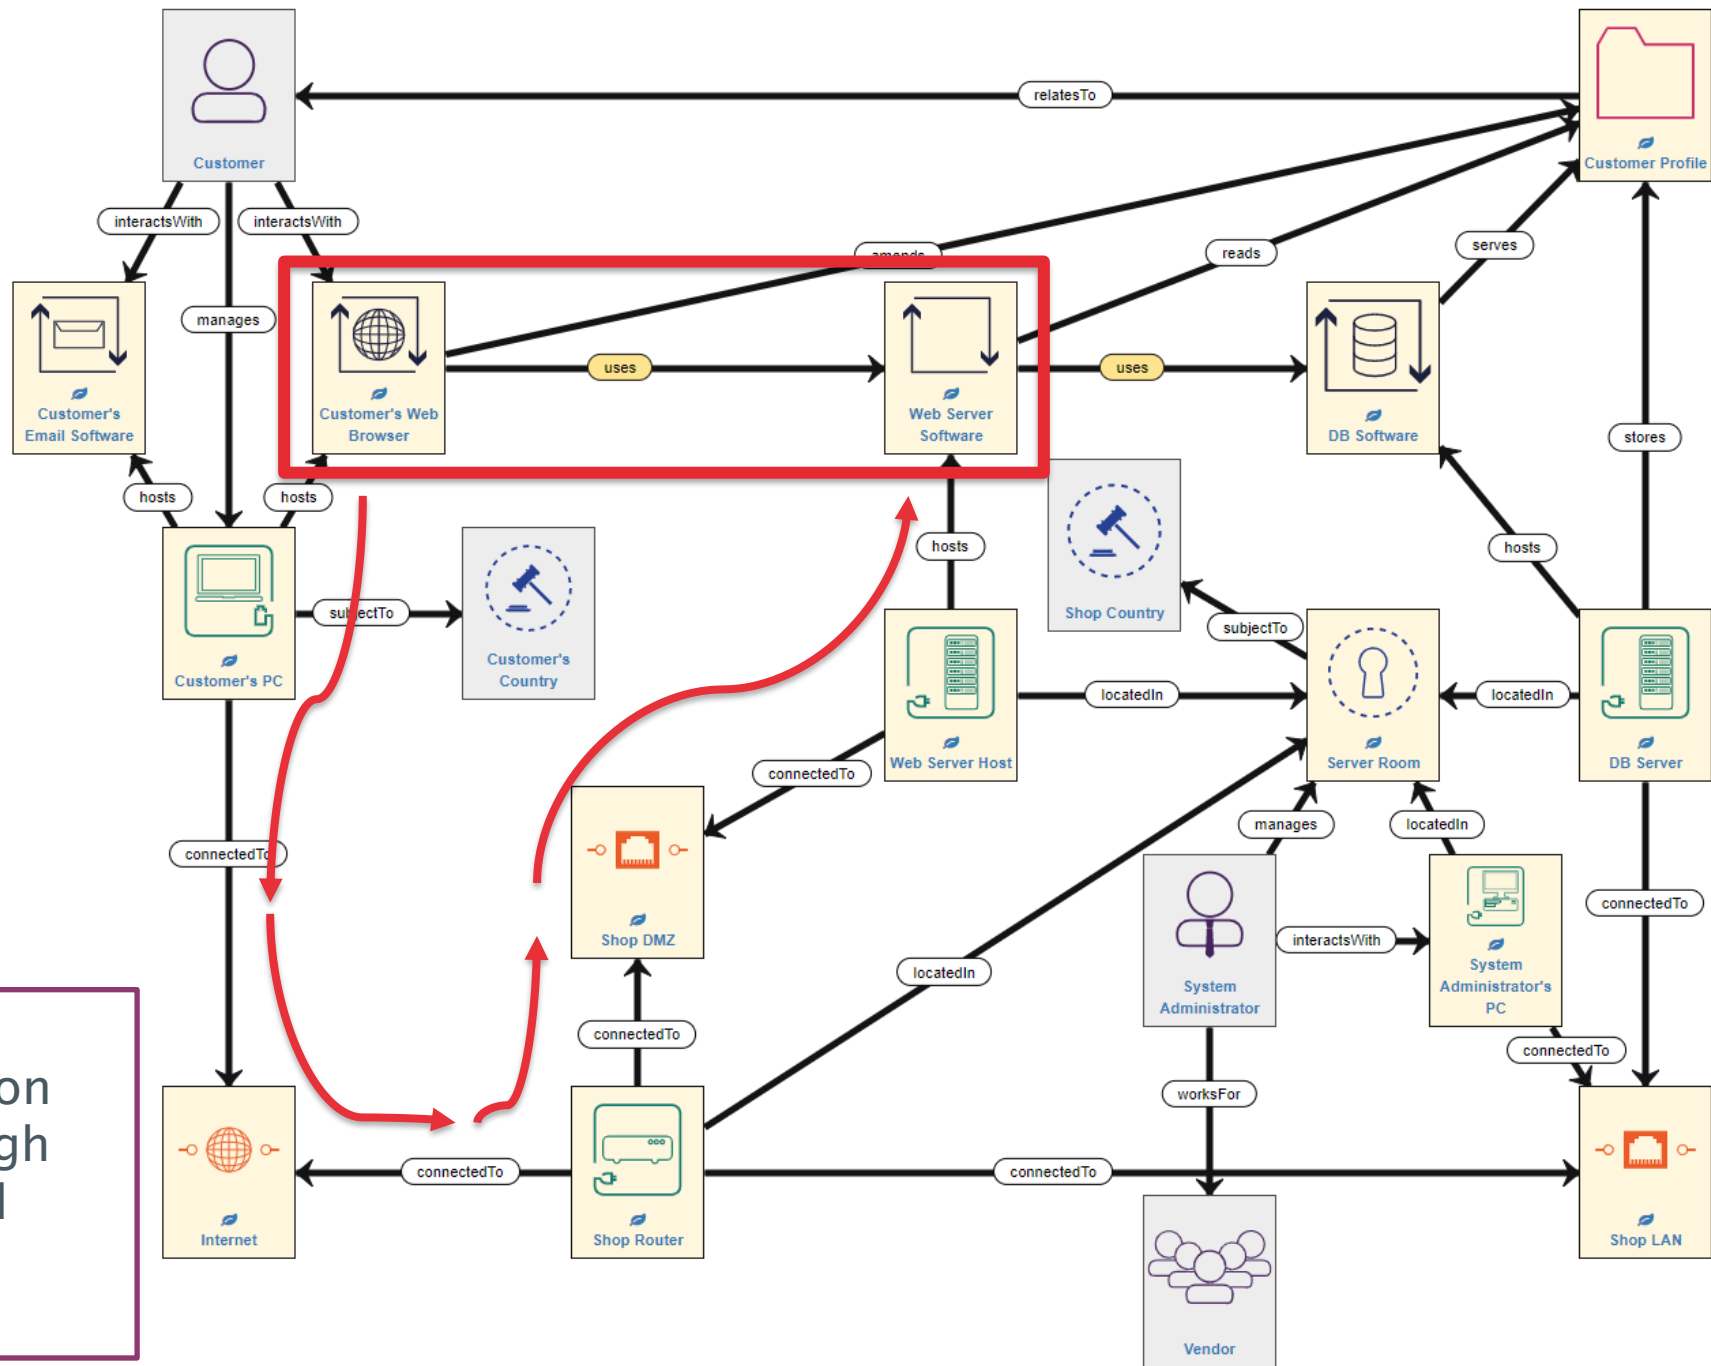 relatesTo
Customer
Customer Profile
interactsWith
interactsWith
amends
reads
serves
manages
uses
uses
Customer's
Email Software
Customer's Web
Browser
Web Server
Software
DB Software
stores
hosts
hosts
hosts
hosts
subjectTo
Customer's PC
Customer's
Country
Shop Country
subjectTo
locatedIn
locatedIn
Web Server Host
Server Room
DB Server
connectedTo
connectedTo
manages
locatedIn
connectedTo
Shop DMZ
interactsWith
locatedIn
System
Administrator
System
Administrator's
PC
connectedTo
connectedTo
worksFor
on
gh
connectedTo
connectedTo
Internet
Shop Router
Shop LAN
Vendor